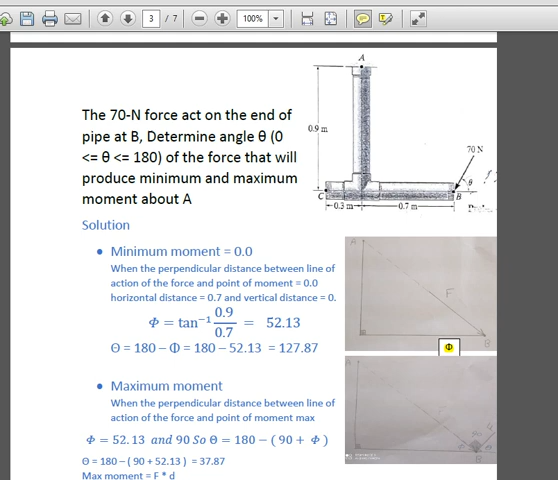 3 / 7
100%
The 70-N force act on the end of
pipe at B, Determine angle θ (0
<= θ <= 180) of the force that will
produce minimum and maximum
moment about A
A
0.9 m
70 N
θ
C
B
0.3 m
0.7 m
Solution
• Minimum moment = 0.0
When the perpendicular distance between line of
action of the force and point of moment = 0.0
horizontal distance = 0.7 and vertical distance = 0.
Φ = tan⁻¹ 0.9/0.7 = 52.13
Θ = 180 – Φ = 180 – 52.13 = 127.87
A
F
Φ
B
• Maximum moment
When the perpendicular distance between line of
action of the force and point of moment max
Φ = 52.13 and 90 So Θ = 180 – ( 90 + Φ )
Θ = 180 – ( 90 + 52.13 ) = 37.87
Max moment = F * d
B